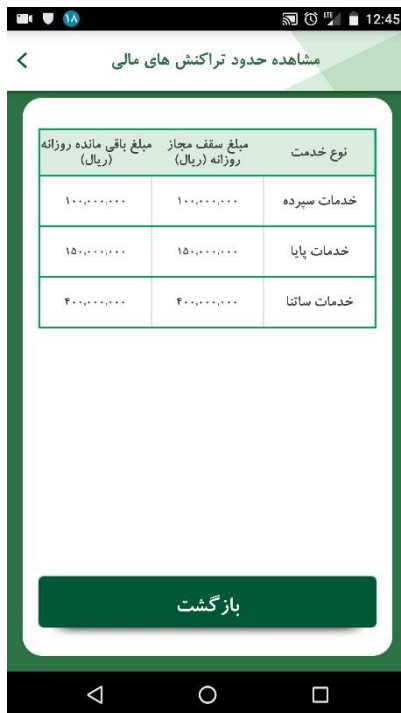 ۱۸ LTE 12:45
مشاهده حدود تراکنش های مالی
نوع خدمت مبلغ سقف مجاز روزانه (ریال) مبلغ باقی مانده روزانه (ریال)
خدمات سپرده ۱۰۰,۰۰۰,۰۰۰ ۱۰۰,۰۰۰,۰۰۰
خدمات پایا ۱۵۰,۰۰۰,۰۰۰ ۱۵۰,۰۰۰,۰۰۰
خدمات ساتنا ۴۰۰,۰۰۰,۰۰۰ ۴۰۰,۰۰۰,۰۰۰
بازگشت